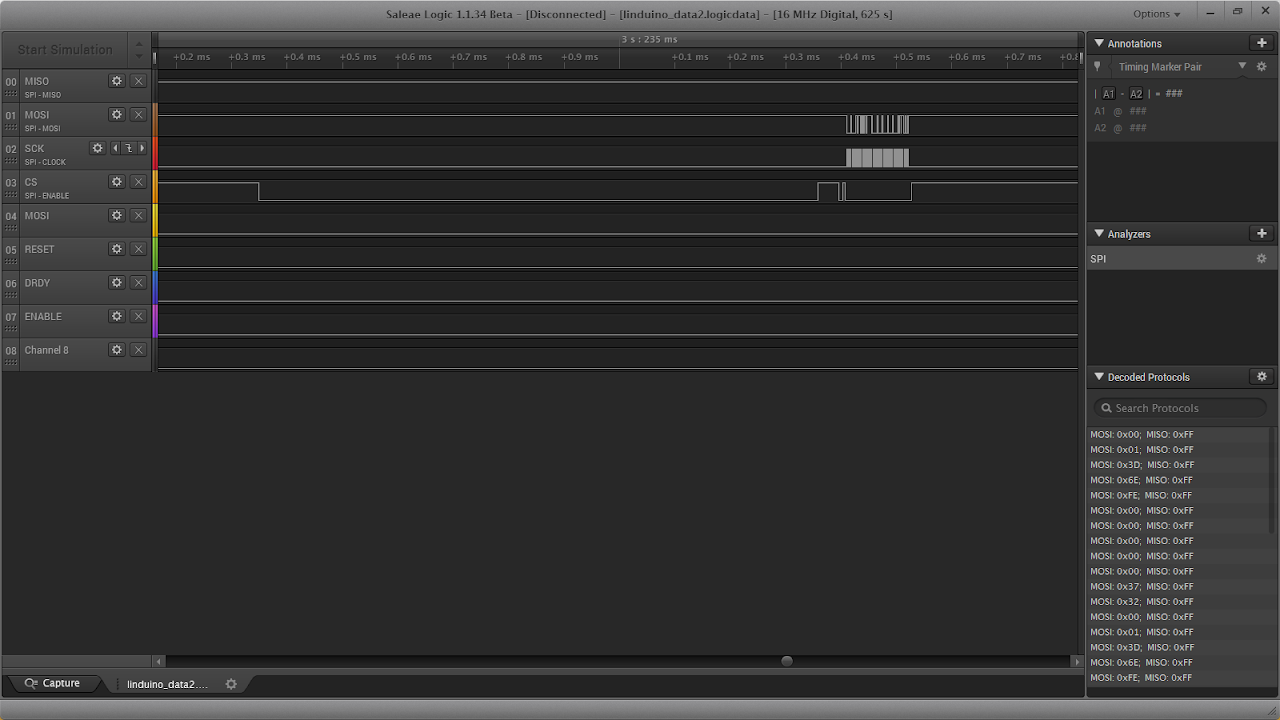 Saleae Logic 1.1.34 Beta - [Disconnected] - [linduino_data2.logicdata] - [16 MHz Digital, 625 s]
Options
Start Simulation
3 s : 235 ms
+0.2 ms +0.3 ms +0.4 ms +0.5 ms +0.6 ms +0.7 ms +0.8 ms +0.9 ms +0.1 ms +0.2 ms +0.3 ms +0.4 ms +0.5 ms +0.6 ms +0.7 ms +0.8
00 MISO
SPI - MISO
01 MOSI
SPI - MOSI
02 SCK
SPI - CLOCK
03 CS
SPI - ENABLE
04 MOSI
05 RESET
06 DRDY
07 ENABLE
08 Channel 8
Capture
linduino_data2....
Annotations
Timing Marker Pair
| A1 - A2 | = ###
A1 @ ###
A2 @ ###
Analyzers
SPI
Decoded Protocols
Search Protocols
MOSI: 0x00; MISO: 0xFF
MOSI: 0x01; MISO: 0xFF
MOSI: 0x3D; MISO: 0xFF
MOSI: 0x6E; MISO: 0xFF
MOSI: 0xFE; MISO: 0xFF
MOSI: 0x00; MISO: 0xFF
MOSI: 0x00; MISO: 0xFF
MOSI: 0x00; MISO: 0xFF
MOSI: 0x00; MISO: 0xFF
MOSI: 0x00; MISO: 0xFF
MOSI: 0x37; MISO: 0xFF
MOSI: 0x32; MISO: 0xFF
MOSI: 0x00; MISO: 0xFF
MOSI: 0x01; MISO: 0xFF
MOSI: 0x3D; MISO: 0xFF
MOSI: 0x6E; MISO: 0xFF
MOSI: 0xFE; MISO: 0xFF